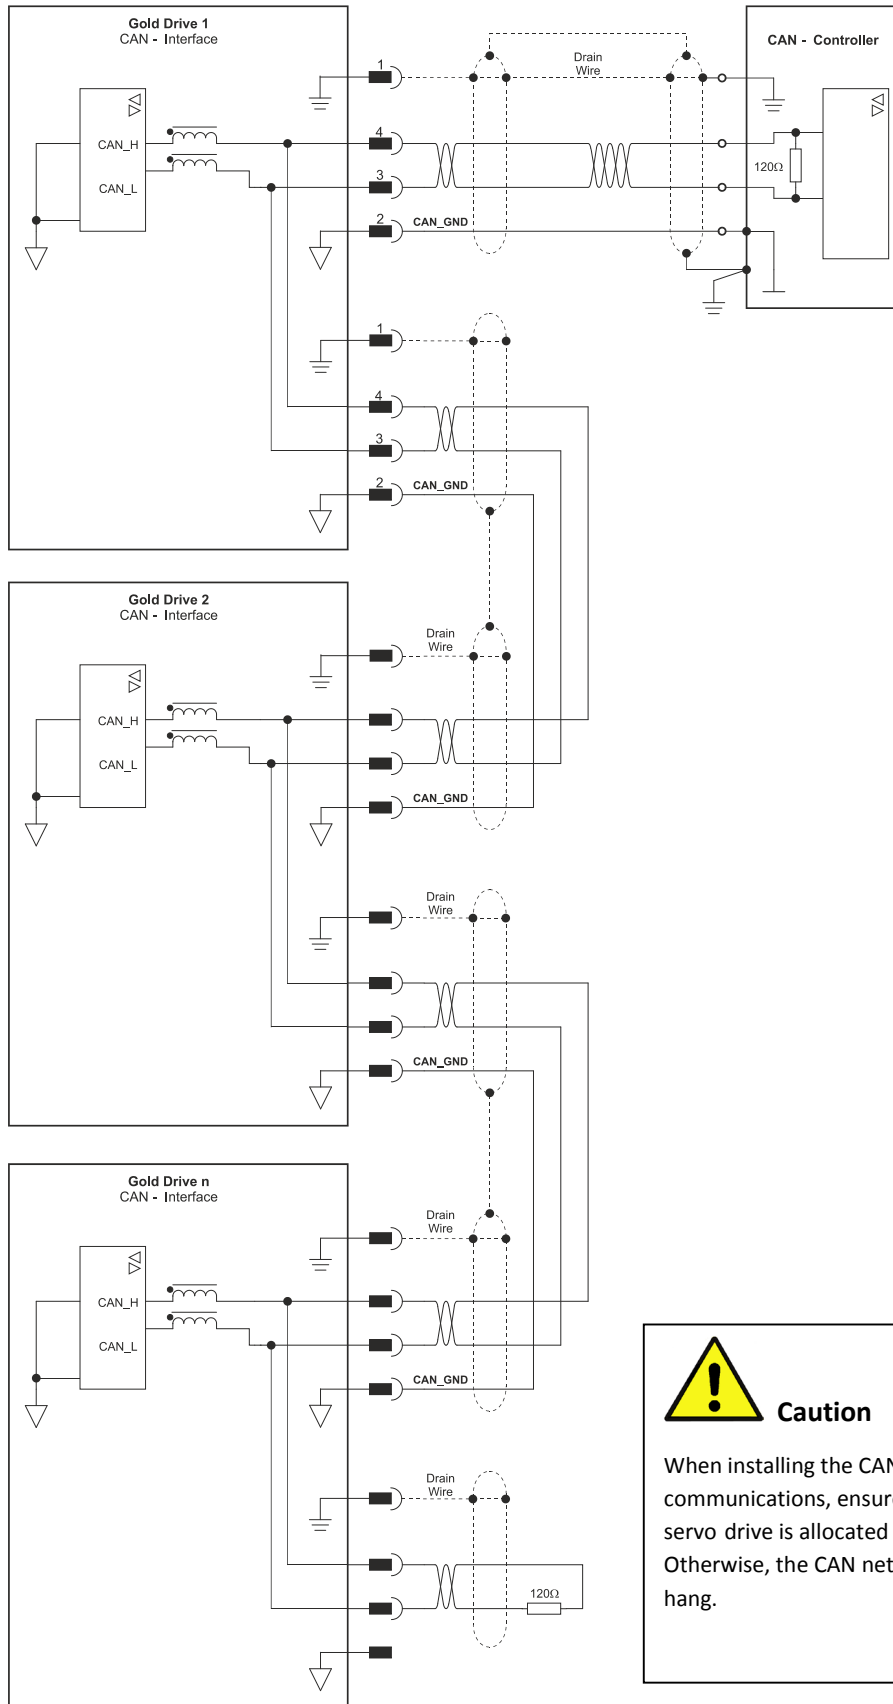 Gold Drive 1
CAN - Interface
CAN_H
CAN_L
1
4
3
2
CAN_GND
Drain
Wire
CAN - Controller
120Ω
1
4
3
2
CAN_GND
Gold Drive 2
CAN - Interface
CAN_H
CAN_L
Drain
Wire
CAN_GND
Drain
Wire
CAN_GND
Gold Drive n
CAN - Interface
CAN_H
CAN_L
Drain
Wire
CAN_GND
Drain
Wire
120Ω
Caution
When installing the CAN
communications, ensure
servo drive is allocated
Otherwise, the CAN net
hang.